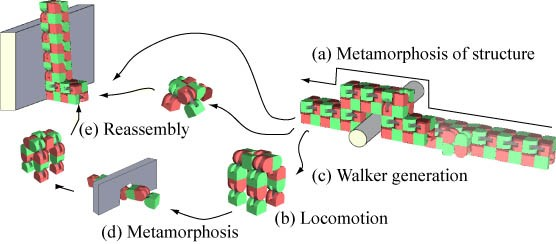 (a) Metamorphosis of structure
(e) Reassembly
(c) Walker generation
(b) Locomotion
(d) Metamorphosis